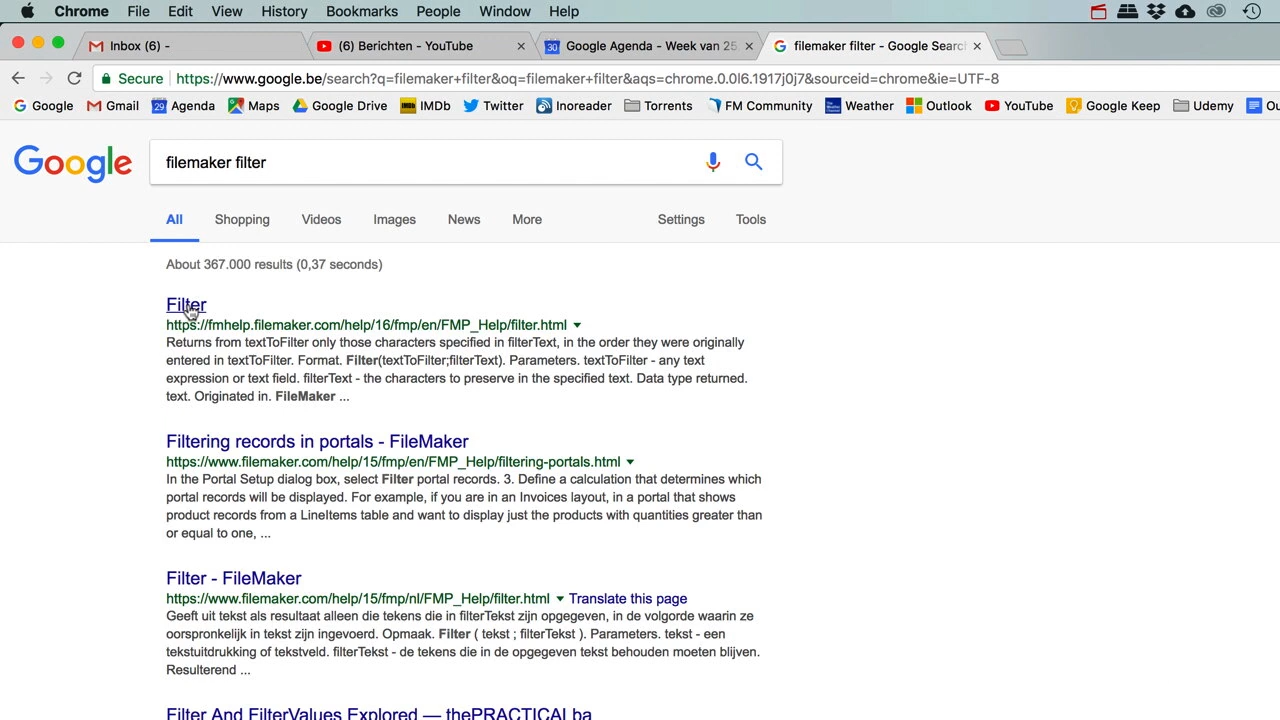 Chrome File Edit View History Bookmarks People Window Help
Inbox (6) -
(6) Berichten - YouTube
30 Google Agenda - Week van 25
filemaker filter - Google Searc
Secure https://www.google.be/search?q=filemaker+filter&oq=filemaker+filter&aqs=chrome.0.0l6.1917j0j7&sourceid=chrome&ie=UTF-8
Google Gmail 29 Agenda Maps Google Drive IMDb Twitter Inoreader Torrents FM Community Weather Outlook YouTube Google Keep Udemy Ou
Google
filemaker filter
All Shopping Videos Images News More Settings Tools
About 367.000 results (0,37 seconds)
Filter
https://fmhelp.filemaker.com/help/16/fmp/en/FMP_Help/filter.html
Returns from textToFilter only those characters specified in filterText, in the order they were originally
entered in textToFilter. Format. Filter(textToFilter;filterText). Parameters. textToFilter - any text
expression or text field. filterText - the characters to preserve in the specified text. Data type returned.
text. Originated in. FileMaker ...
Filtering records in portals - FileMaker
https://www.filemaker.com/help/15/fmp/en/FMP_Help/filtering-portals.html
In the Portal Setup dialog box, select Filter portal records. 3. Define a calculation that determines which
portal records will be displayed. For example, if you are in an Invoices layout, in a portal that shows
product records from a LineItems table and want to display just the products with quantities greater than
or equal to one, ...
Filter - FileMaker
https://www.filemaker.com/help/15/fmp/nl/FMP_Help/filter.html Translate this page
Geeft uit tekst als resultaat alleen die tekens die in filterTekst zijn opgegeven, in de volgorde waarin ze
oorspronkelijk in tekst zijn ingevoerd. Opmaak. Filter ( tekst ; filterTekst ). Parameters. tekst - een
tekstuitdrukking of tekstveld. filterTekst - de tekens die in de opgegeven tekst behouden moeten blijven.
Resulterend ...
Filter And FilterValues Explored — thePRACTICALba